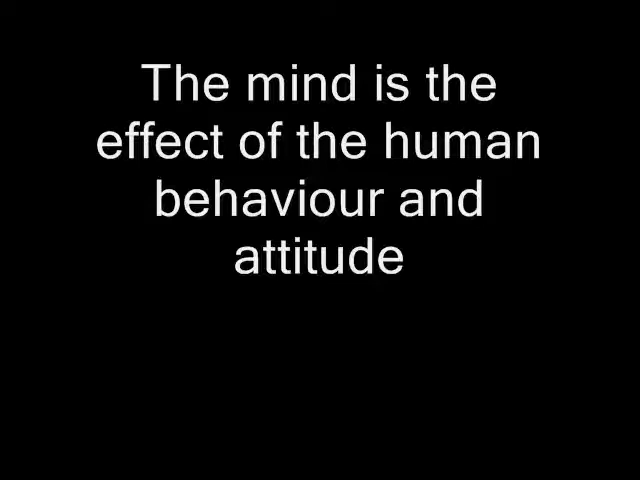 The mind is the
effect of the human
behaviour and
attitude